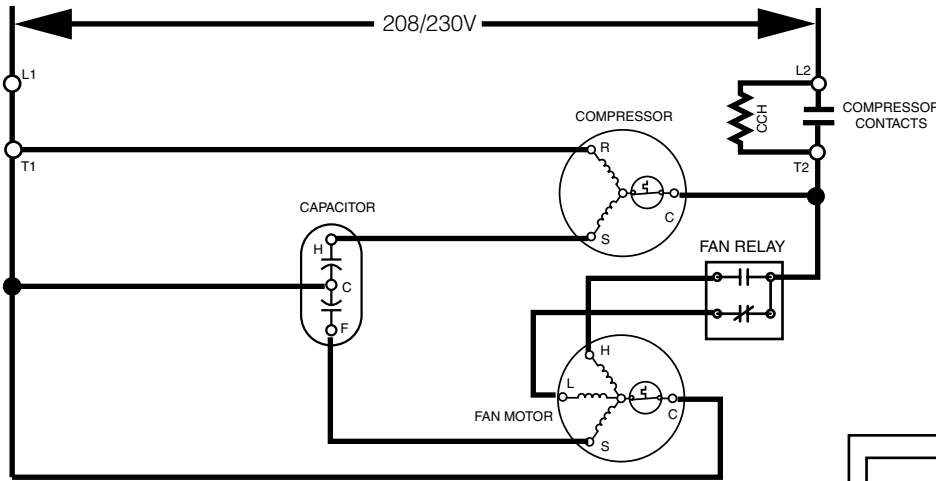 208/230V
L1
L2
CCH
COMPRESSOR
CONTACTS
COMPRESSOR
R
T1
T2
C
CAPACITOR
S
H
FAN RELAY
C
F
H
L
FAN MOTOR
C
S